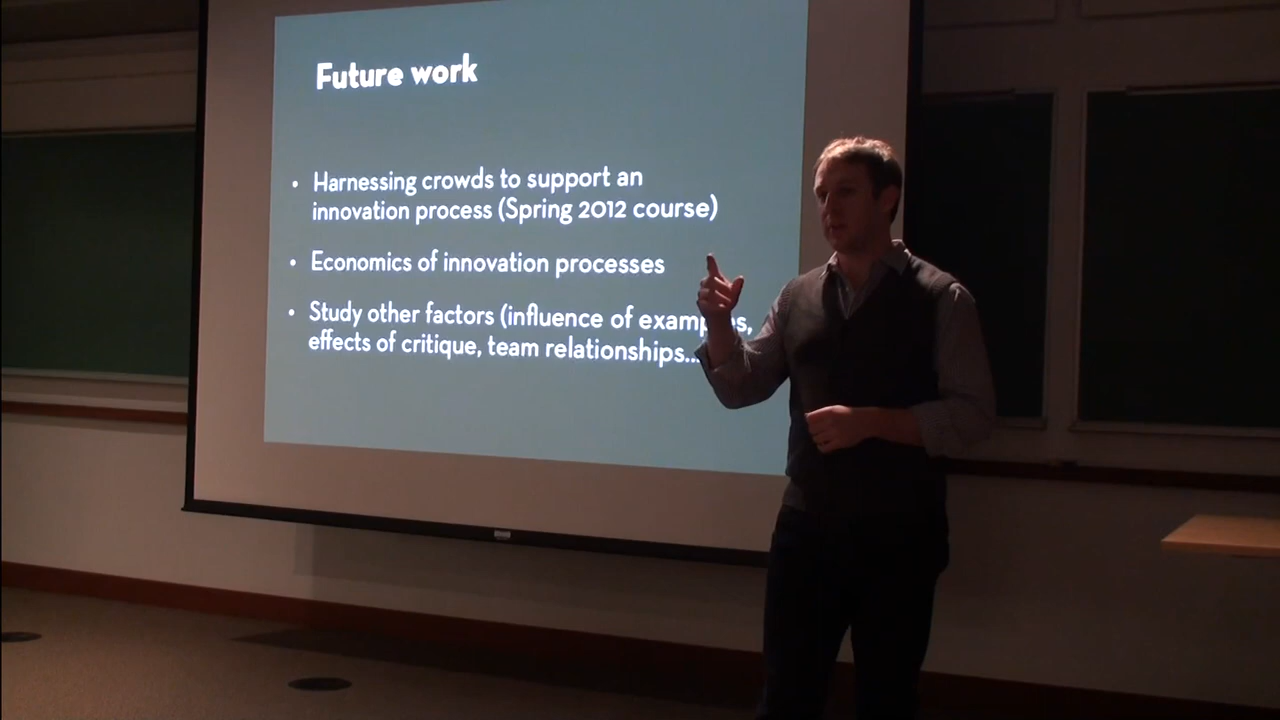 Future work
• Harnessing crowds to support an
innovation process (Spring 2012 course)
• Economics of innovation processes
• Study other factors (influence of examples,
effects of critique, team relationships...